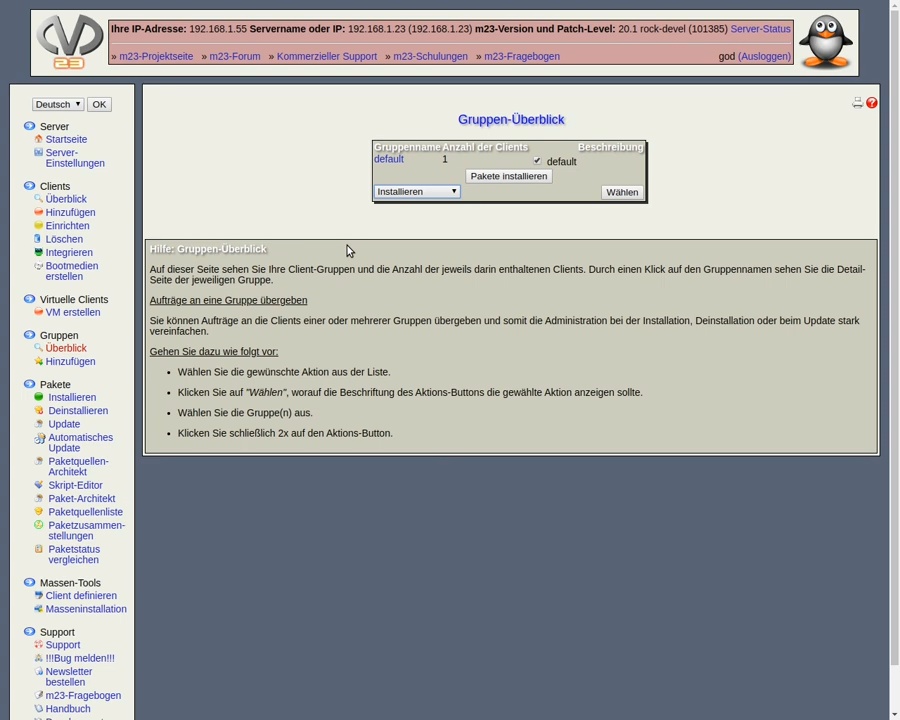 Ihre IP-Adresse: 192.168.1.55 Servername oder IP: 192.168.1.23 (192.168.1.23) m23-Version und Patch-Level: 20.1 rock-devel (101385) Server-Status
» m23-Projektseite » m23-Forum » Kommerzieller Support » m23-Schulungen » m23-Fragebogen god (Ausloggen)
m23
Deutsch OK
Server
Startseite
Server-
Einstellungen
Clients
Überblick
Hinzufügen
Einrichten
Löschen
Integrieren
Bootmedien
erstellen
Virtuelle Clients
VM erstellen
Gruppen
Überblick
Hinzufügen
Pakete
Installieren
Deinstallieren
Update
Automatisches
Update
Paketquellen-
Architekt
Skript-Editor
Paket-Architekt
Paketquellenliste
Paketzusammen-
stellungen
Paketstatus
vergleichen
Massen-Tools
Client definieren
Masseninstallation
Support
Support
!!!Bug melden!!!
Newsletter
bestellen
m23-Fragebogen
Handbuch
Gruppen-Überblick
Gruppenname Anzahl der Clients Beschreibung
default 1 default
Pakete installieren
Installieren Wählen
Hilfe: Gruppen-Überblick
Auf dieser Seite sehen Sie Ihre Client-Gruppen und die Anzahl der jeweils darin enthaltenen Clients. Durch einen Klick auf den Gruppennamen sehen Sie die Detail-
Seite der jeweiligen Gruppe.
Aufträge an eine Gruppe übergeben
Sie können Aufträge an die Clients einer oder mehrerer Gruppen übergeben und somit die Administration bei der Installation, Deinstallation oder beim Update stark
vereinfachen.
Gehen Sie dazu wie folgt vor:
• Wählen Sie die gewünschte Aktion aus der Liste.
• Klicken Sie auf "Wählen", worauf die Beschriftung des Aktions-Buttons die gewählte Aktion anzeigen sollte.
• Wählen Sie die Gruppe(n) aus.
• Klicken Sie schließlich 2x auf den Aktions-Button.